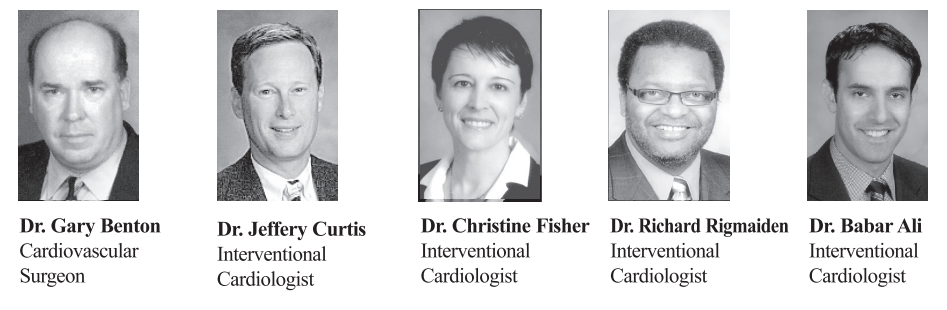 Dr. Gary Benton
Cardiovascular
Surgeon
Dr. Jeffery Curtis
Interventional
Cardiologist
Dr. Christine Fisher
Interventional
Cardiologist
Dr. Richard Rigmaiden
Interventional
Cardiologist
Dr. Babar Ali
Interventional
Cardiologist